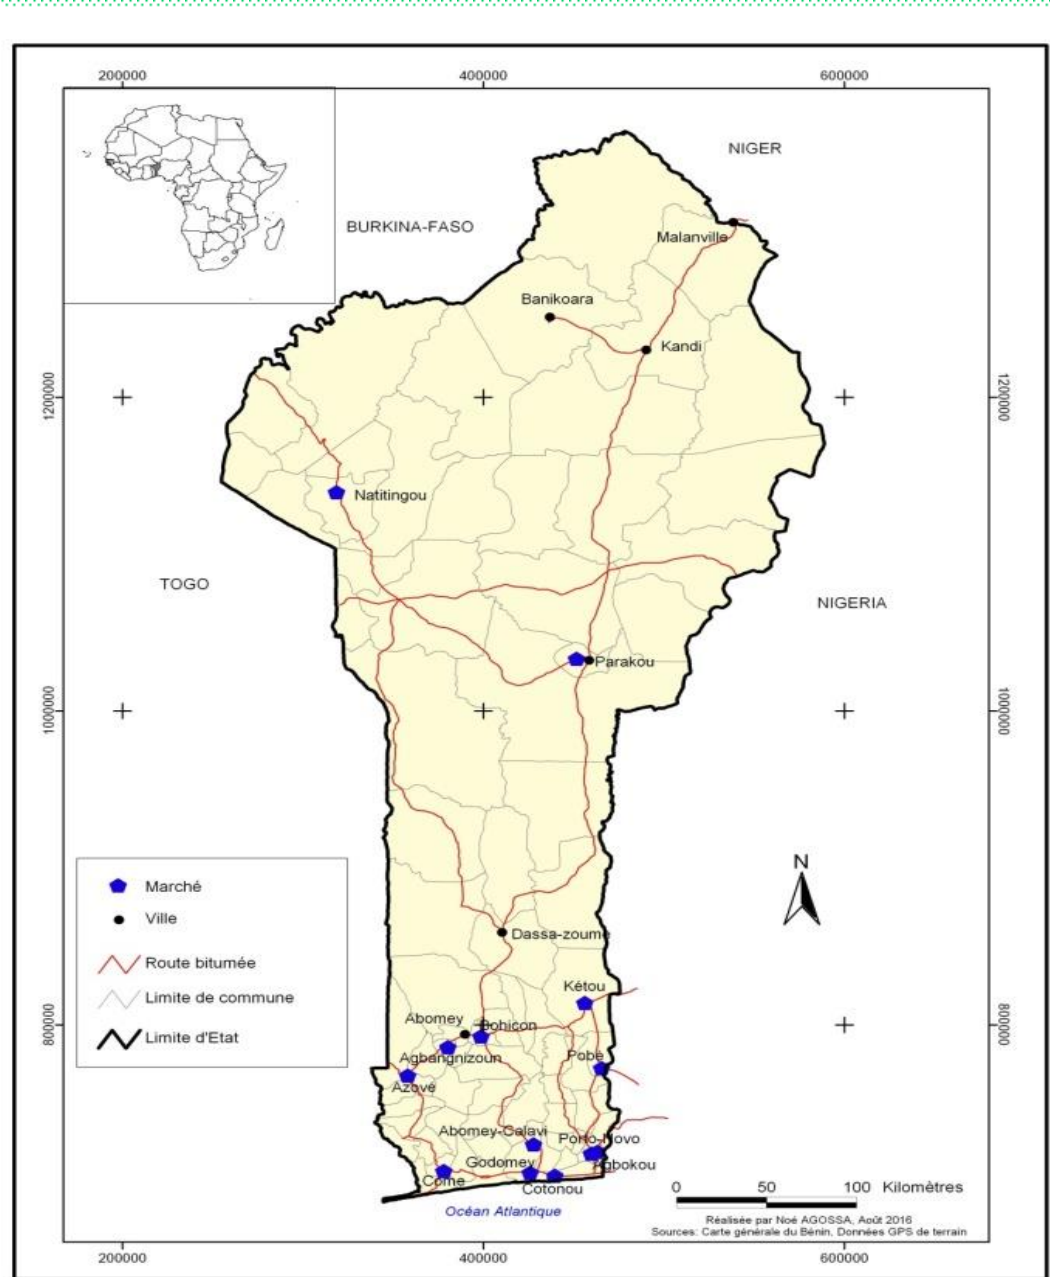 200000 400000 600000
NIGER
BURKINA-FASO
Malanville
Banikoara
Kandi
1200000 1200000
Natitingou
TOGO
NIGERIA
Parakou
1000000 1000000
N
Marché
Ville
Route bitumée
Limite de commune
Limite d'Etat
Dassa-zoumé
Kétou
Abomey
Bohicon
800000 800000
Agbangnizoun
Pobè
Azovè
Abomey-Calavi
Porto-Novo
Godomey
Agbokou
Come
Cotonou
0 50 100 Kilomètres
Océan Atlantique
Réalisée par Noé AGOSSA, Août 2016
Sources: Carte générale du Bénin, Données GPS de terrain
200000 400000 600000